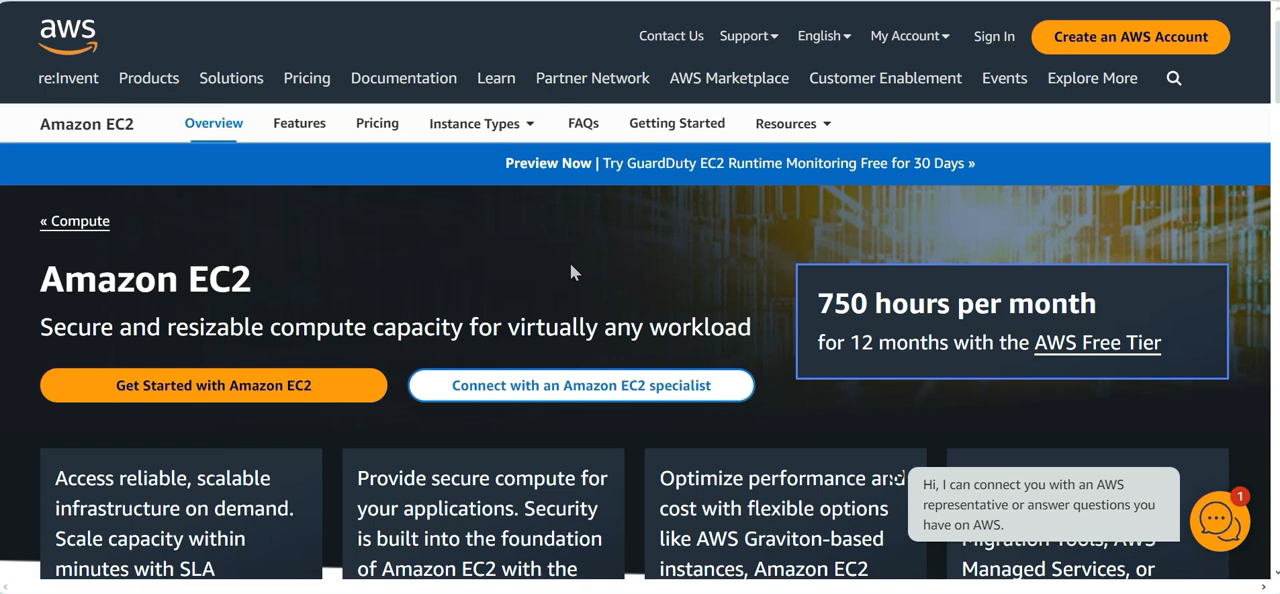 aws
Contact Us Support English My Account Sign In Create an AWS Account
re:Invent Products Solutions Pricing Documentation Learn Partner Network AWS Marketplace Customer Enablement Events Explore More
Amazon EC2 Overview Features Pricing Instance Types FAQs Getting Started Resources
Preview Now | Try GuardDuty EC2 Runtime Monitoring Free for 30 Days »
« Compute
Amazon EC2
Secure and resizable compute capacity for virtually any workload
Get Started with Amazon EC2
Connect with an Amazon EC2 specialist
750 hours per month
for 12 months with the AWS Free Tier
Access reliable, scalable
infrastructure on demand.
Scale capacity within
minutes with SLA
Provide secure compute for
your applications. Security
is built into the foundation
of Amazon EC2 with the
Optimize performance and
cost with flexible options
like AWS Graviton-based
instances, Amazon EC2
Migration Tools, AWS
Managed Services, or
Hi, I can connect you with an AWS
representative or answer questions you
have on AWS.
1